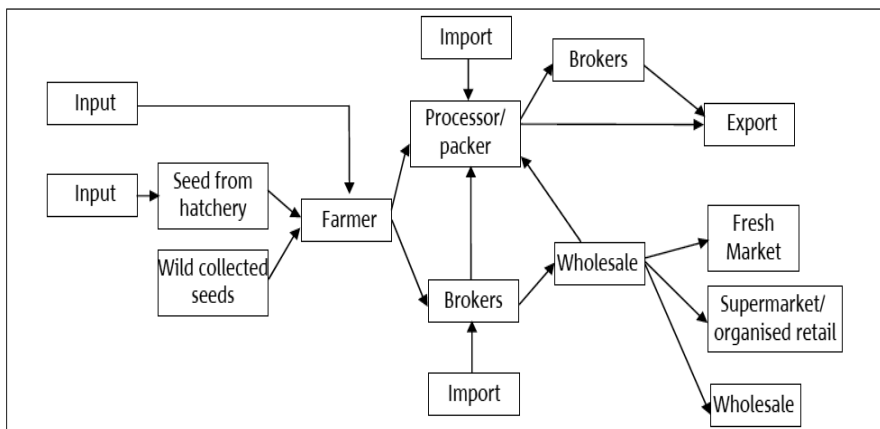 Import
Brokers
Input
Processor/
packer
Export
Input
Seed from
hatchery
Farmer
Fresh
Market
Wild collected
seeds
Wholesale
Brokers
Supermarket/
organised retail
Import
Wholesale